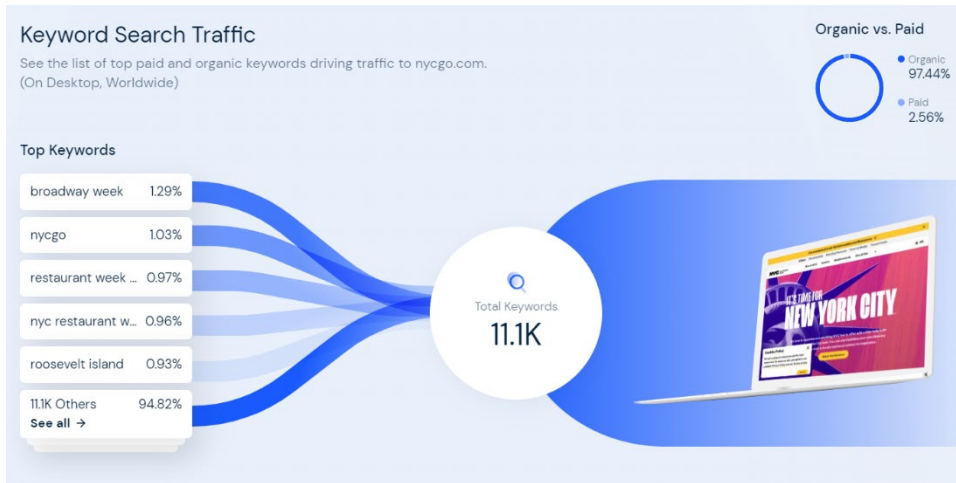 Keyword Search Traffic
See the list of top paid and organic keywords driving traffic to nycgo.com.
(On Desktop, Worldwide)
Organic vs. Paid
Organic
97.44%
Paid
2.56%
Top Keywords
broadway week 1.29%
nycgo 1.03%
restaurant week ... 0.97%
nyc restaurant w... 0.96%
roosevelt island 0.93%
11.1K Others 94.82%
See all →
Total Keywords
11.1K
IT'S TIME FOR
NEW YORK CITY